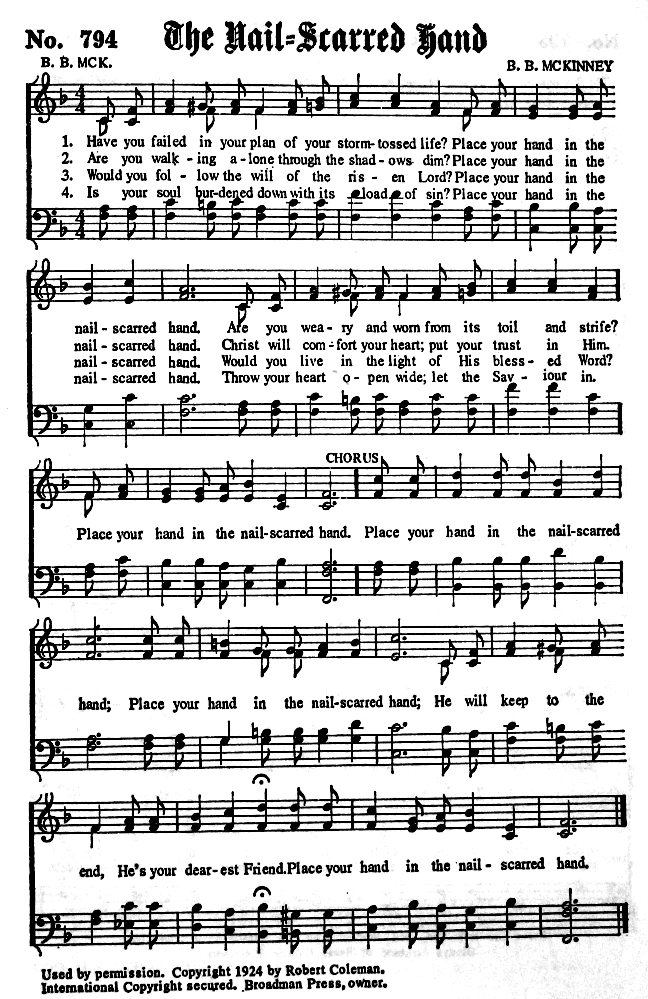 No. 794 The Nail-Scarred Hand
B. B. MCK. B. B. MCKINNEY
1. Have you failed in your plan of your storm-tossed life? Place your hand in the
2. Are you walk - ing a - lone through the shad - ows dim? Place your hand in the
3. Would you fol - low the will of the ris - en Lord? Place your hand in the
4. Is your soul bur-dened down with its load of sin? Place your hand in the
nail - scarred hand. Are you wea - ry and worn from its toil and strife?
nail - scarred hand. Christ will com - fort your heart; put your trust in Him.
nail - scarred hand. Would you live in the light of His bless - ed Word?
nail - scarred hand. Throw your heart o - pen wide; let the Sav - iour in.
CHORUS
Place your hand in the nail-scarred hand. Place your hand in the nail-scarred
hand; Place your hand in the nail-scarred hand; He will keep to the
end, He's your dear-est Friend. Place your hand in the nail - scarred hand.
Used by permission. Copyright 1924 by Robert Coleman.
International Copyright secured. Broadman Press, owner.